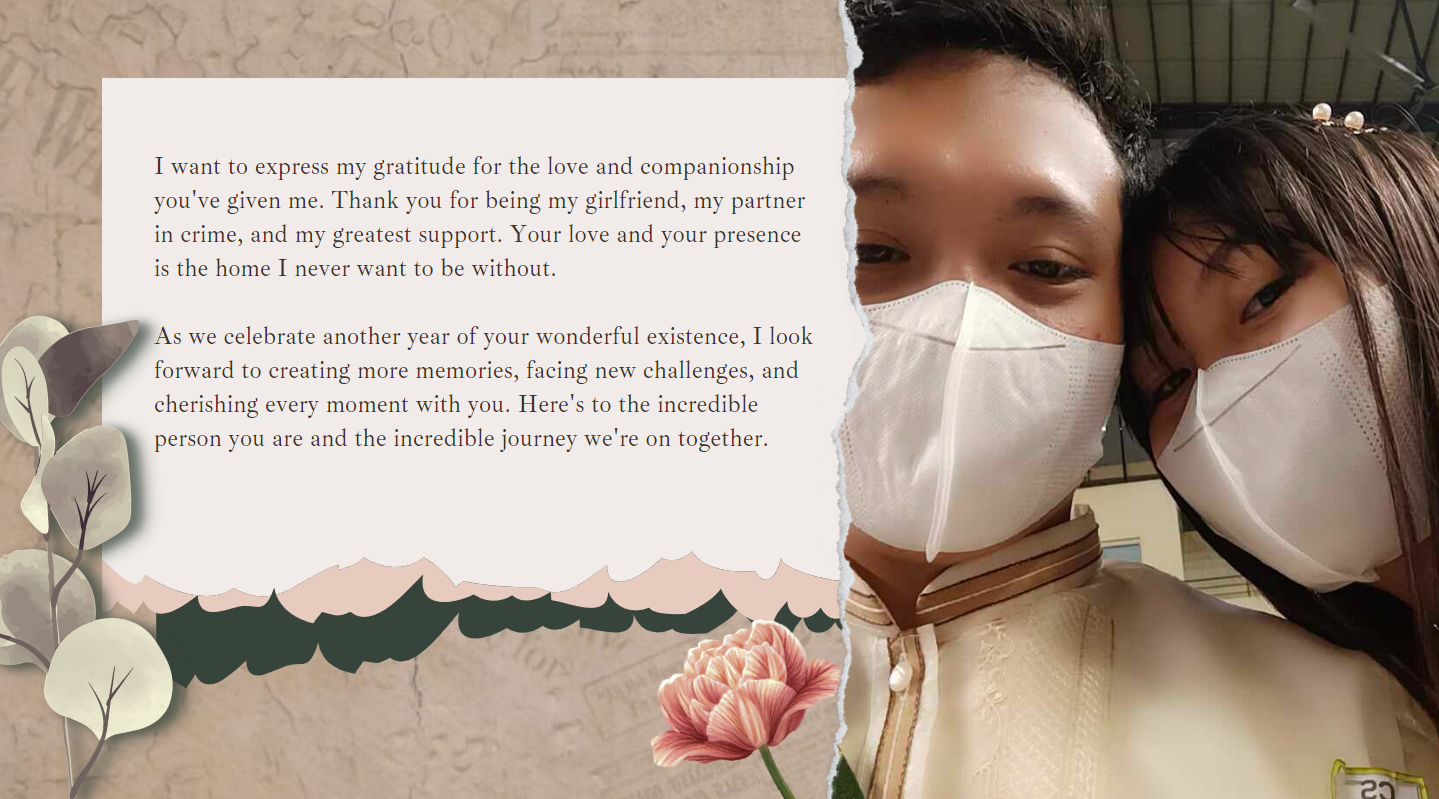 I want to express my gratitude for the love and companionship
you've given me. Thank you for being my girlfriend, my partner
in crime, and my greatest support. Your love and your presence
is the home I never want to be without.
As we celebrate another year of your wonderful existence, I look
forward to creating more memories, facing new challenges, and
cherishing every moment with you. Here's to the incredible
person you are and the incredible journey we're on together.